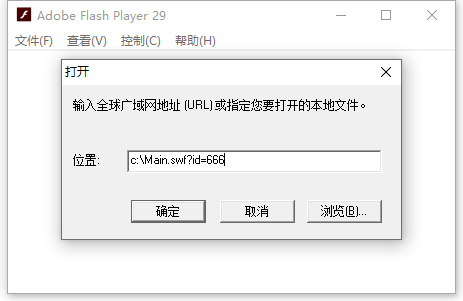 Adobe Flash Player 29
文件(F) 查看(V) 控制(C) 帮助(H)
打开
输入全球广域网地址 (URL) 或指定您要打开的本地文件。
位置: c:\Main.swf?id=666
确定 取消 浏览(B)...